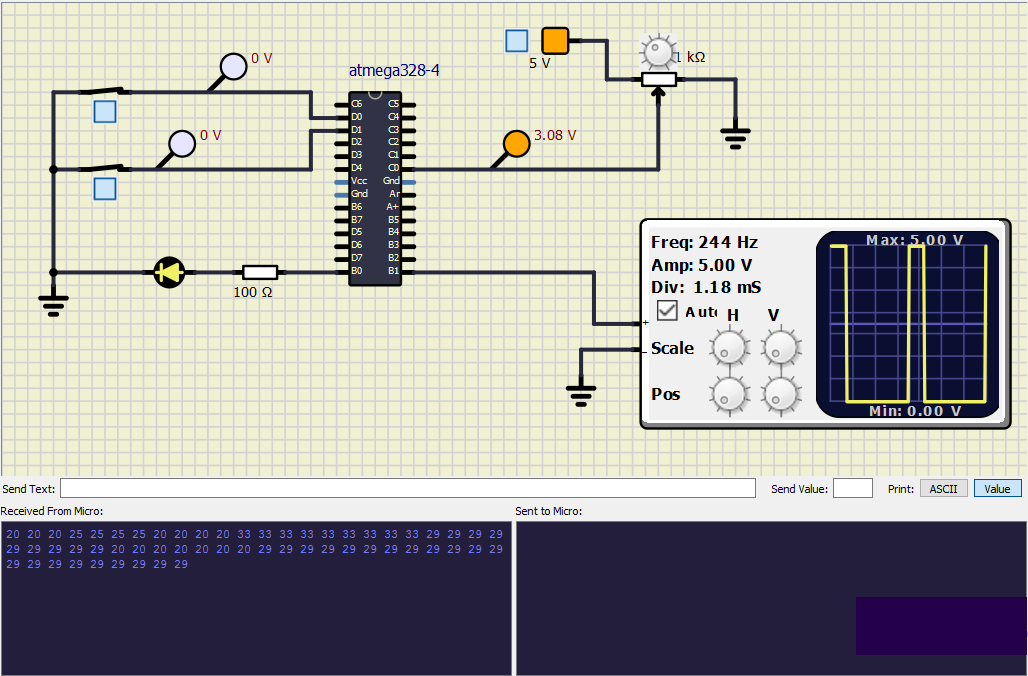 0 V
5 V
1 kΩ
atmega328-4
0 V
3.08 V
C6 C5
D0 C4
D1 C3
D2 C2
D3 C1
D4 C0
Vcc Gnd
Gnd Ar
B6 A+
B7 B5
D5 B4
D6 B3
D7 B2
B0 B1
100 Ω
Freq: 244 Hz
Amp: 5.00 V
Div: 1.18 mS
Auto H V
Scale
Pos
+
-
Max: 5.00 V
Min: 0.00 V
Send Text: Send Value: Print: ASCII Value
Received From Micro: Sent to Micro:
20 20 20 25 25 25 25 20 20 20 20 33 33 33 33 33 33 33 33 33 29 29 29 29
29 29 29 29 29 20 20 20 20 20 20 20 29 29 29 29 29 29 29 29 29 29 29 29
29 29 29 29 29 29 29 29 29